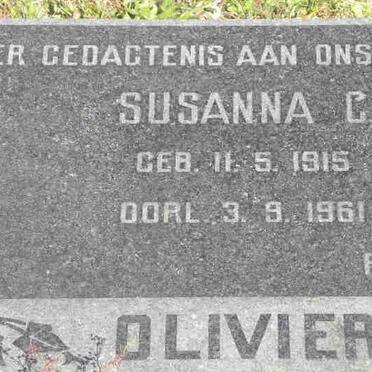 ER GEDACTENIS AAN ONS
SUSANNA C
GEB. 11. 5. 1915
OORL. 3. 9. 1961
OLIVIER